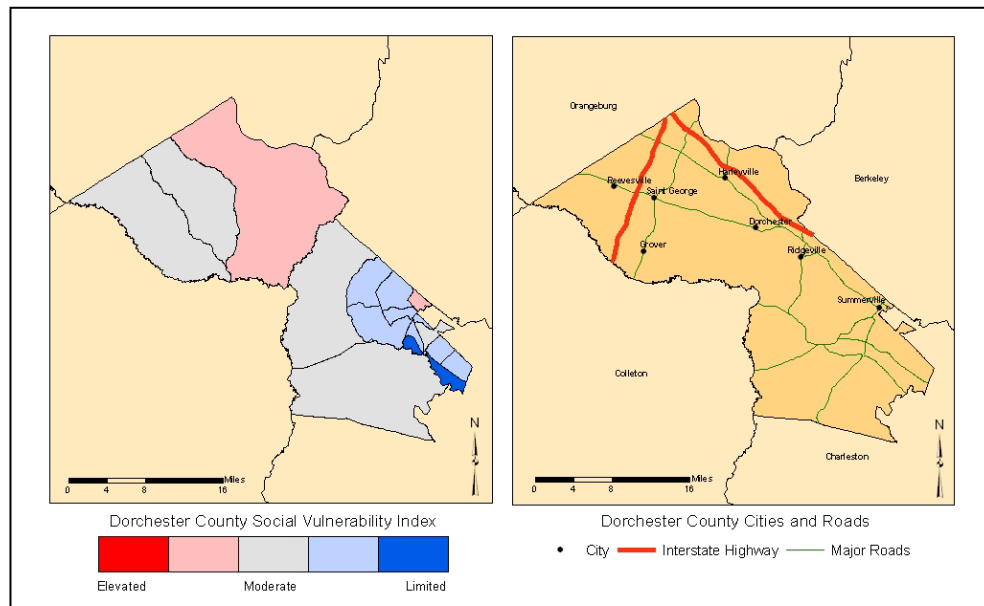 N
Miles
0 4 8 16
Dorchester County Social Vulnerability Index
Elevated Moderate Limited
Orangeburg
Berkeley
Reevesville
Harleyville
Saint George
Dorchester
Grover
Ridgeville
Summerville
Colleton
Charleston
N
Miles
0 4 8 16
Dorchester County Cities and Roads
City Interstate Highway Major Roads